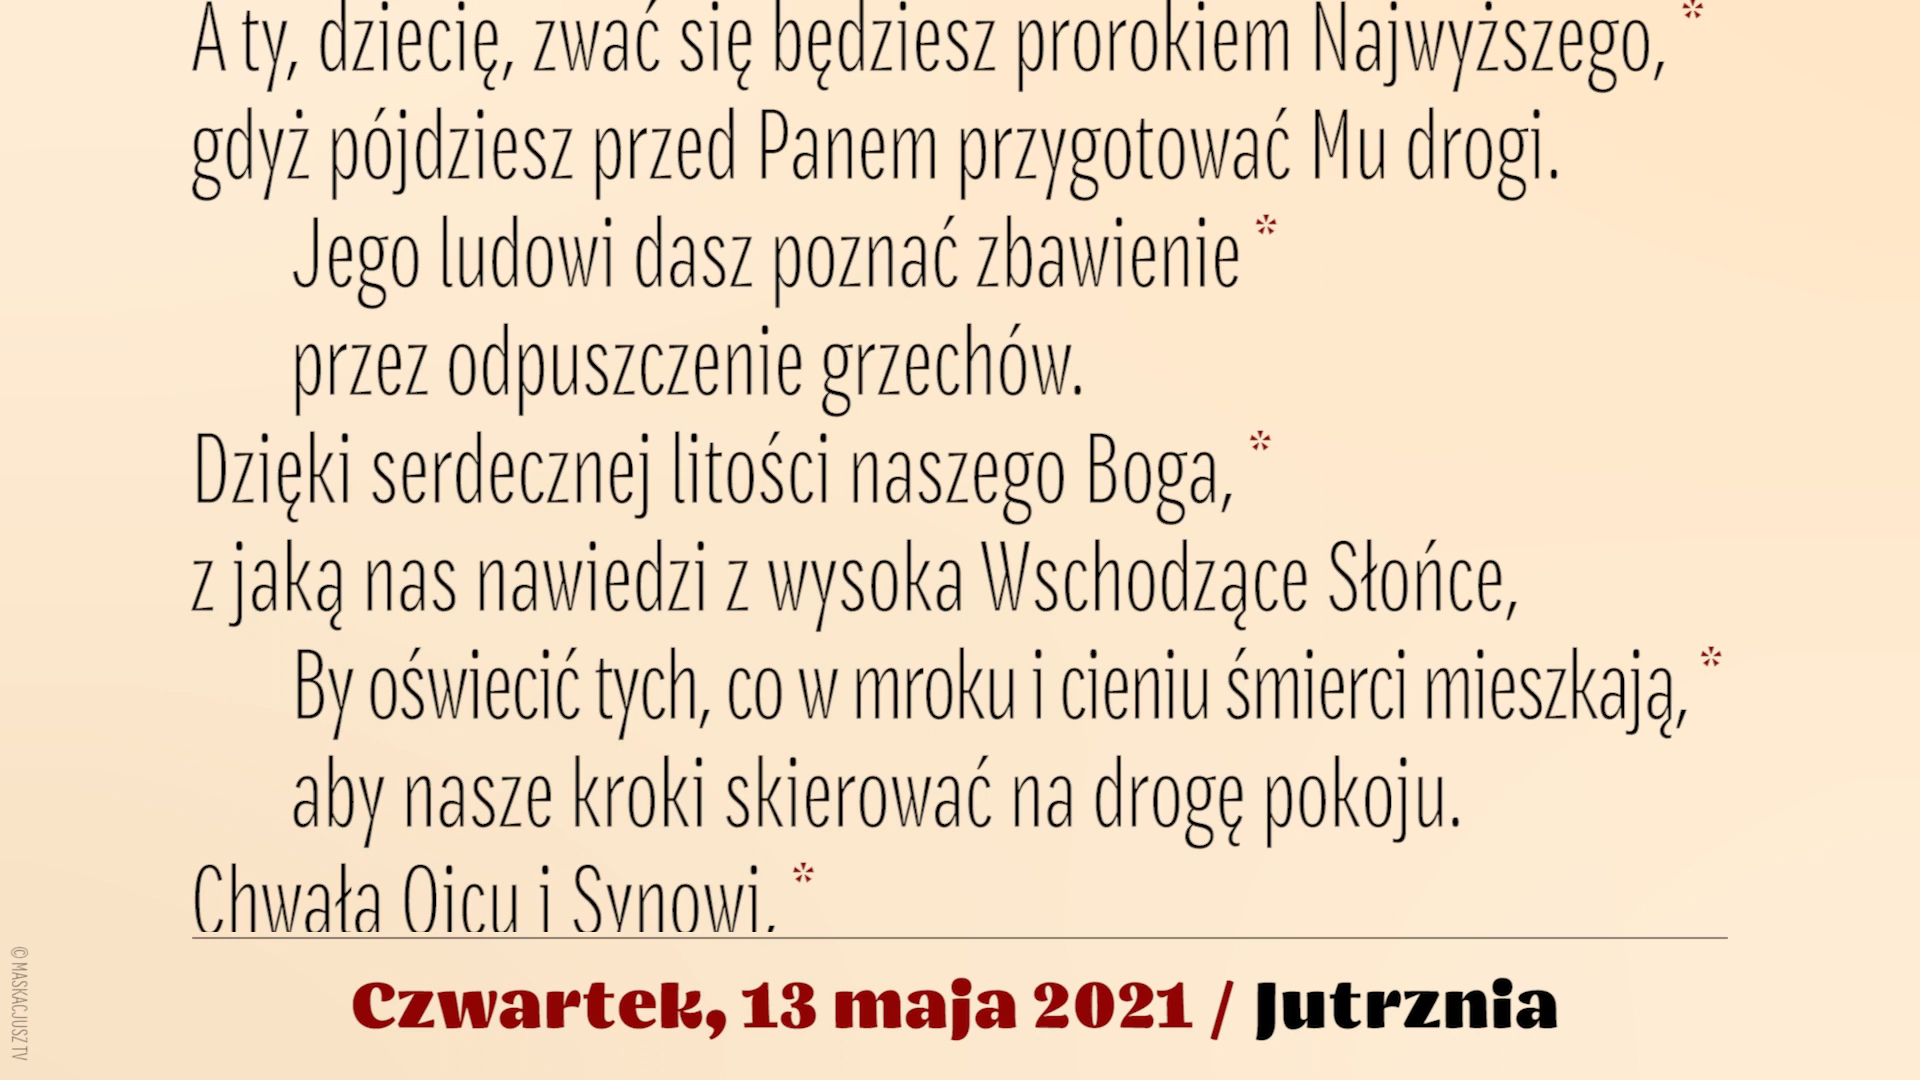 A ty, dziecię, zwać się będziesz prorokiem Najwyższego, *
gdyż pójdziesz przed Panem przygotować Mu drogi.
Jego ludowi dasz poznać zbawienie *
przez odpuszczenie grzechów.
Dzięki serdecznej litości naszego Boga, *
z jaką nas nawiedzi z wysoka Wschodzące Słońce,
By oświecić tych, co w mroku i cieniu śmierci mieszkają, *
aby nasze kroki skierować na drogę pokoju.
Chwała Ojcu i Synowi, *
Czwartek, 13 maja 2021 / Jutrznia
© MASKACJUSZ TV